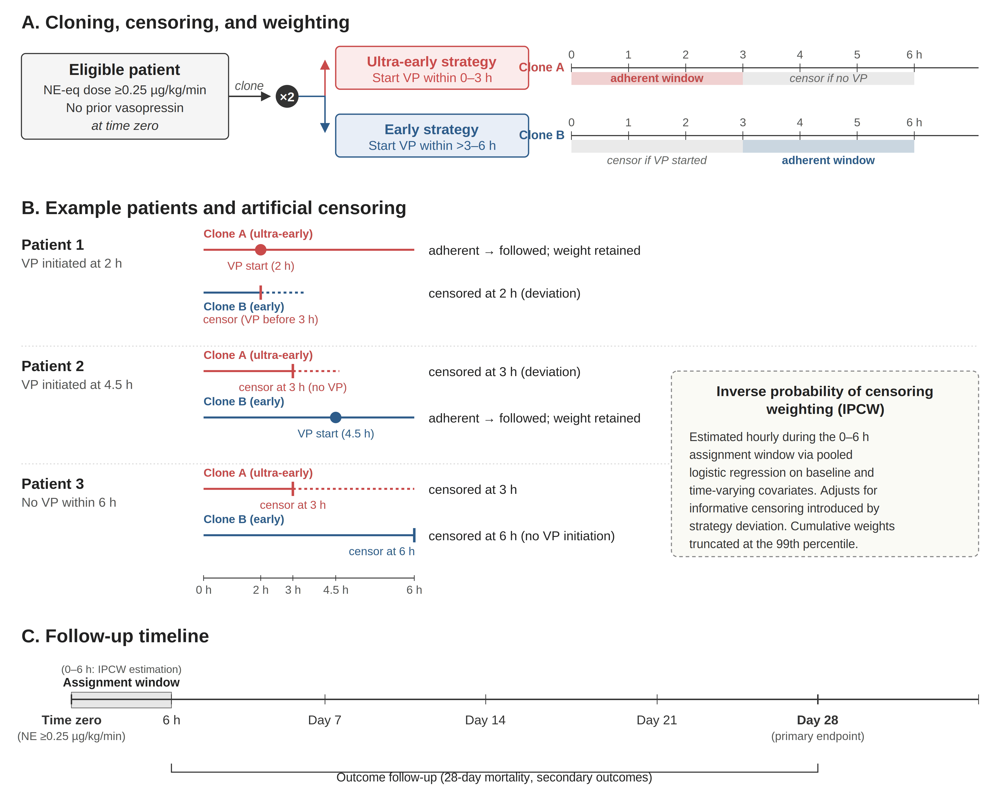 A. Cloning, censoring, and weighting
Eligible patient
NE-eq dose ≥0.25 µg/kg/min
No prior vasopressin
at time zero
clone
×2
Ultra-early strategy
Start VP within 0–3 h
Early strategy
Start VP within >3–6 h
0 1 2 3 4 5 6 h
Clone A
adherent window
censor if no VP
0 1 2 3 4 5 6 h
Clone B
censor if VP started
adherent window
B. Example patients and artificial censoring
Patient 1
VP initiated at 2 h
Clone A (ultra-early)
adherent → followed; weight retained
VP start (2 h)
censored at 2 h (deviation)
Clone B (early)
censor (VP before 3 h)
Patient 2
VP initiated at 4.5 h
Clone A (ultra-early)
censored at 3 h (deviation)
censor at 3 h (no VP)
Clone B (early)
adherent → followed; weight retained
VP start (4.5 h)
Patient 3
No VP within 6 h
Clone A (ultra-early)
censored at 3 h
censor at 3 h
Clone B (early)
censored at 6 h (no VP initiation)
censor at 6 h
0 h 2 h 3 h 4.5 h 6 h
Inverse probability of censoring
weighting (IPCW)
Estimated hourly during the 0–6 h
assignment window via pooled
logistic regression on baseline and
time-varying covariates. Adjusts for
informative censoring introduced by
strategy deviation. Cumulative weights
truncated at the 99th percentile.
C. Follow-up timeline
(0–6 h: IPCW estimation)
Assignment window
Time zero 6 h Day 7 Day 14 Day 21 Day 28
(NE ≥0.25 µg/kg/min) (primary endpoint)
Outcome follow-up (28-day mortality, secondary outcomes)